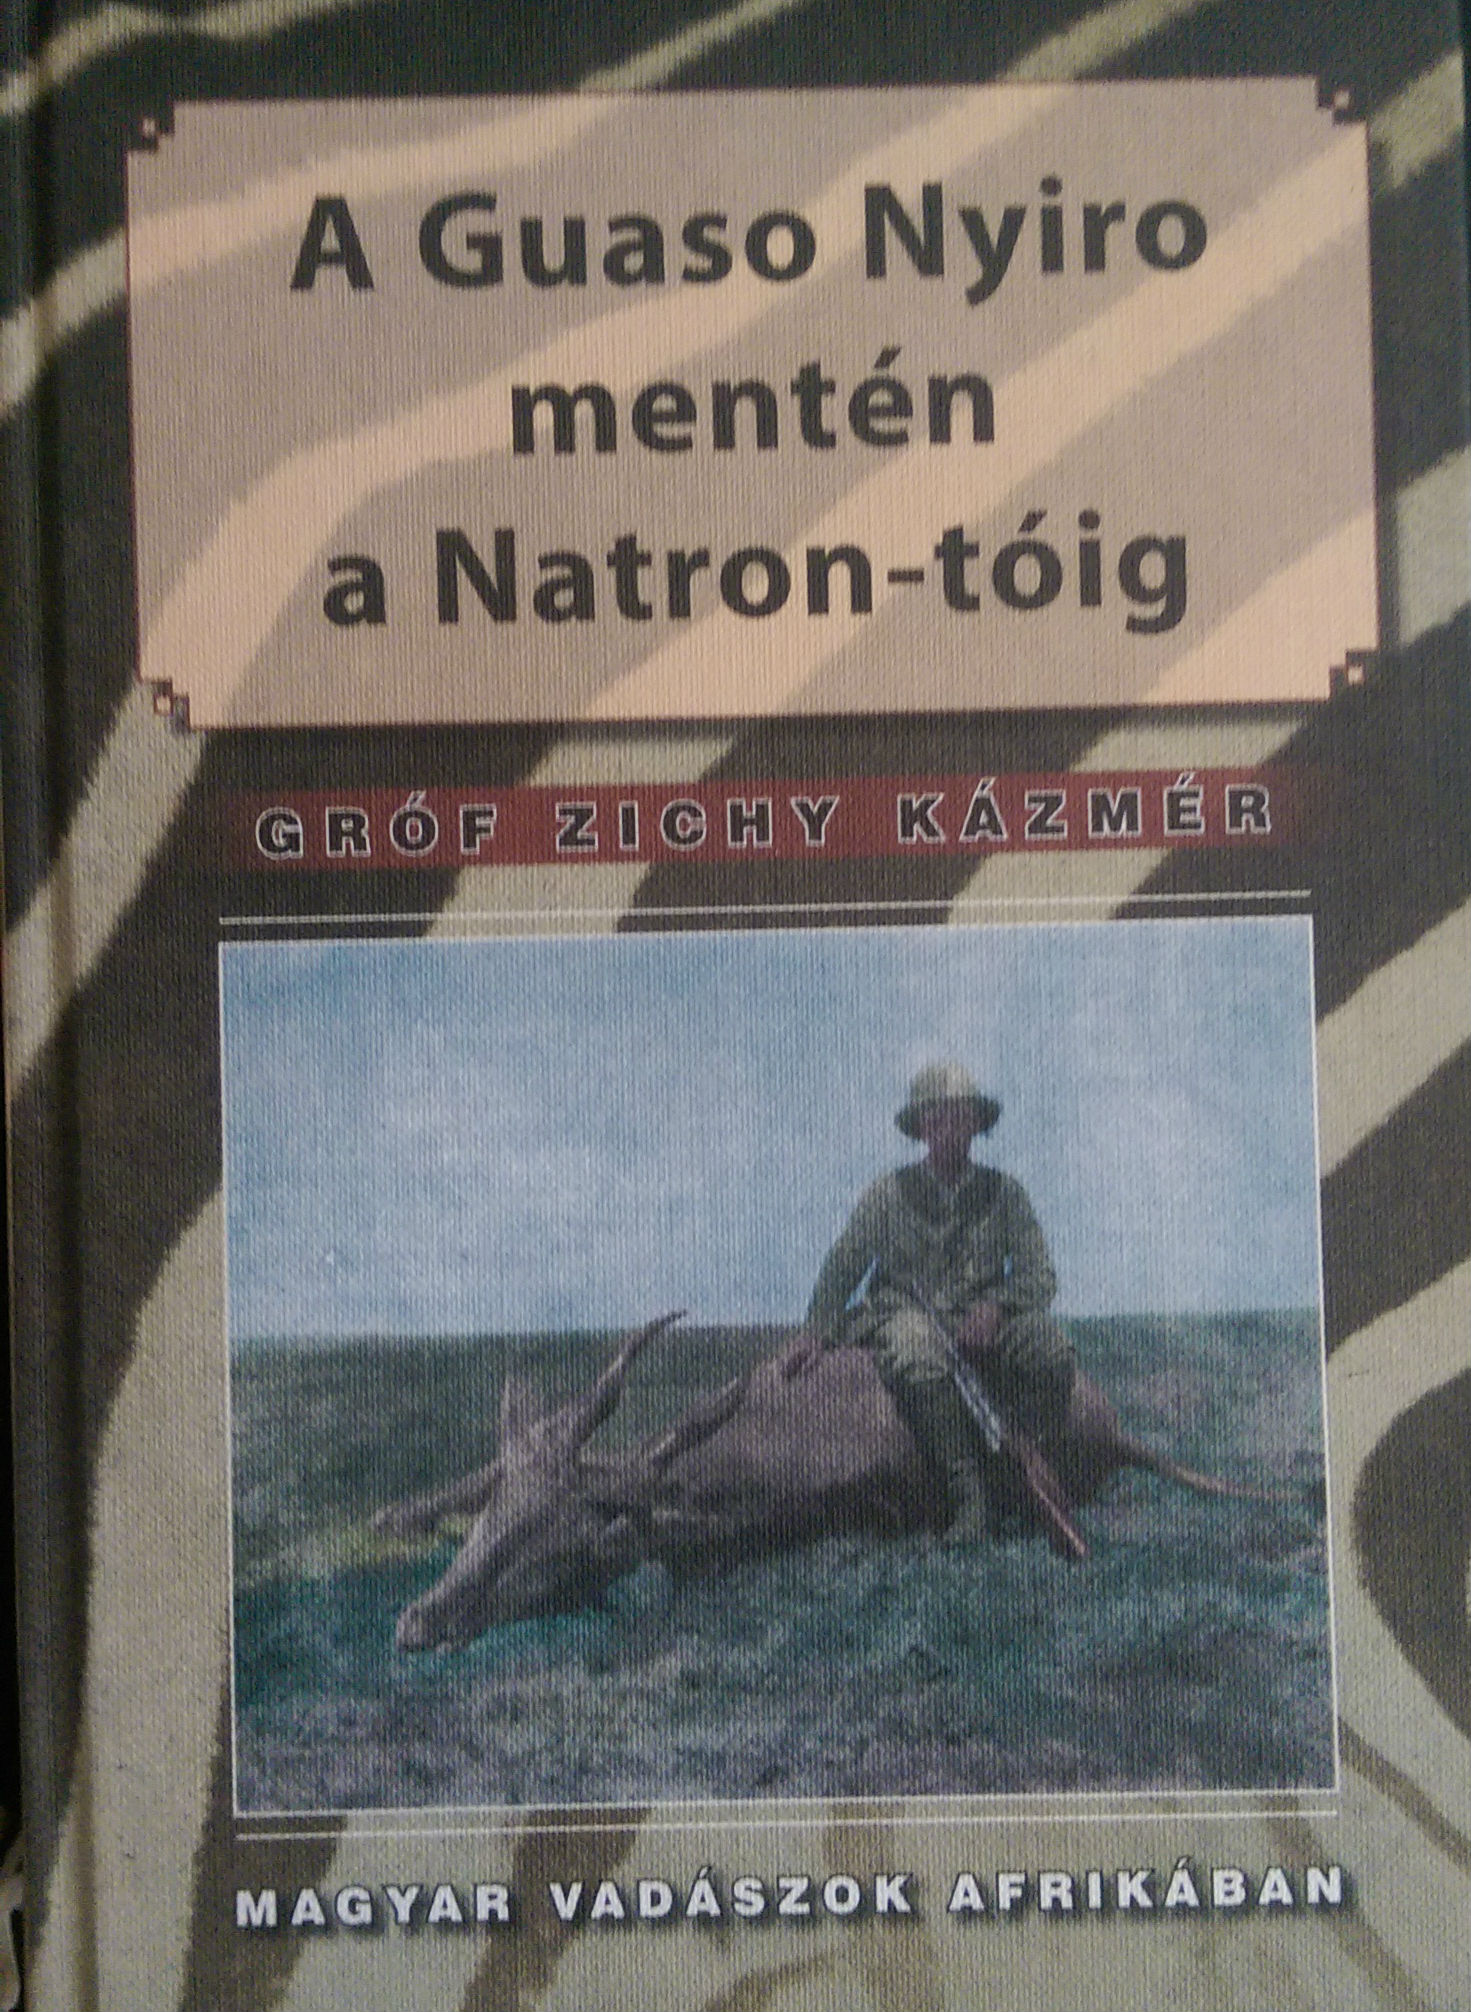 A Guaso Nyiro
mentén
a Natron-tóig
GRÓF ZICHY KÁZMÉR
MAGYAR VADÁSZOK AFRIKÁBAN